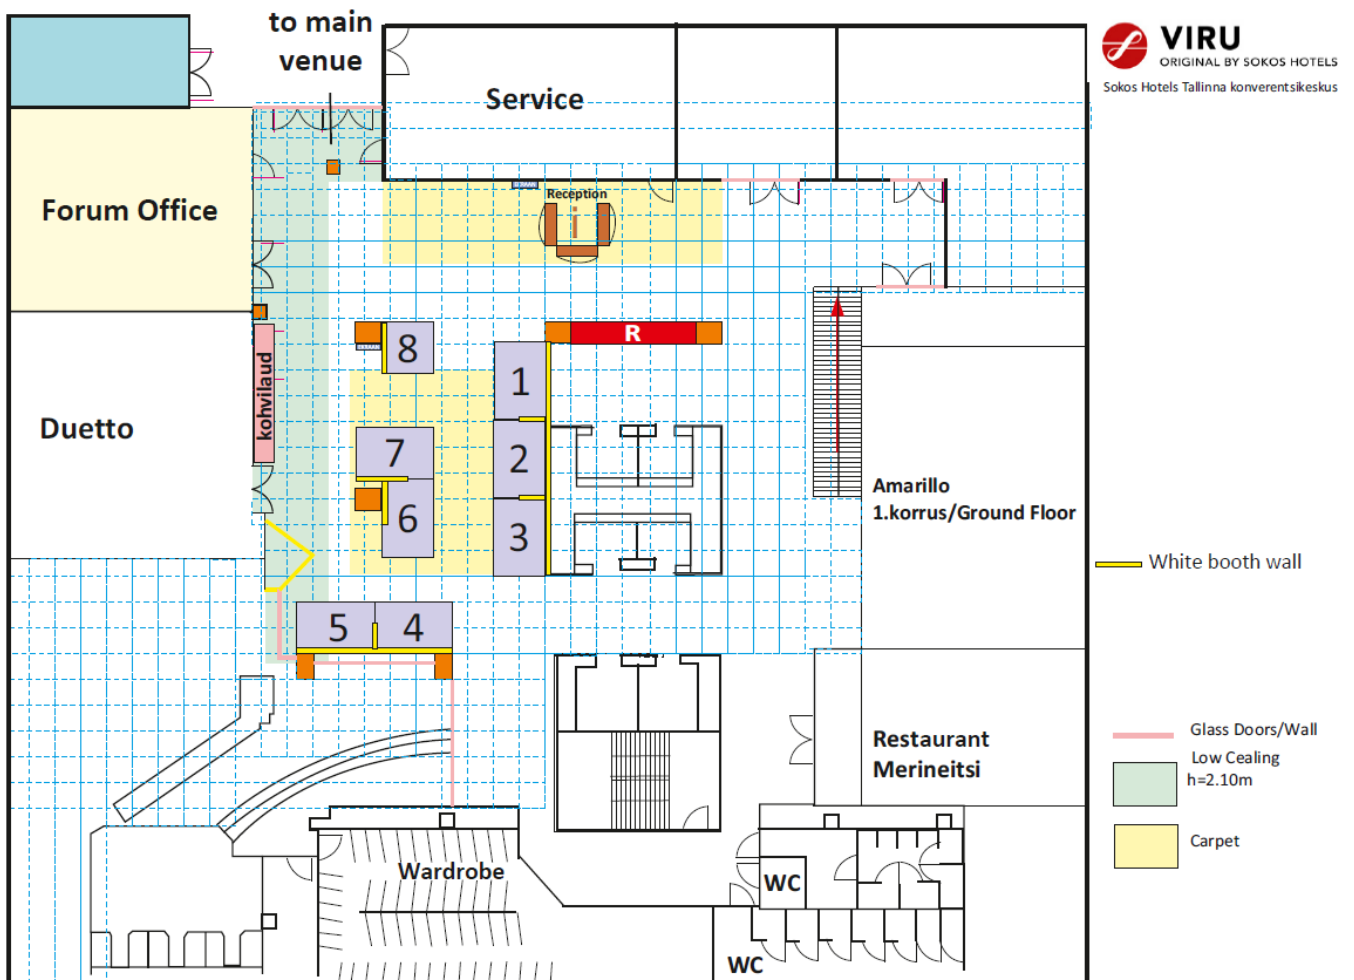 to main
venue
VIRU
ORIGINAL BY SOKOS HOTELS
Sokos Hotels Tallinna konverentsikeskus
Service
Forum Office
Reception
i
R
8
1
kohvilaud
Duetto
7
2
6
3
Amarillo
1.korrus/Ground Floor
White booth wall
5
4
Glass Doors/Wall
Low Cealing
h=2.10m
Restaurant
Merineitsi
Carpet
Wardrobe
WC
WC